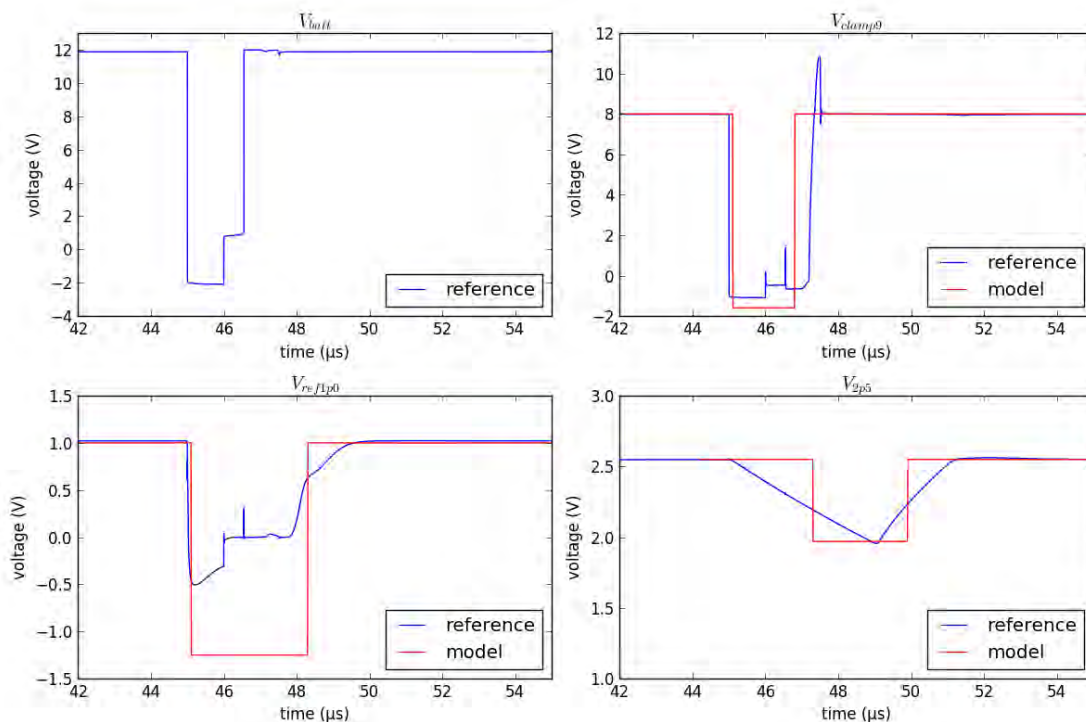 V_batt
voltage (V)
14
12
10
8
6
4
2
0
−2
−4
42 44 46 48 50 52 54
time (μs)
reference
V_clamp9
voltage (V)
12
10
8
6
4
2
0
−2
42 44 46 48 50 52 54
time (μs)
reference
model
V_ref1p0
voltage (V)
1.5
1.0
0.5
0.0
−0.5
−1.0
−1.5
42 44 46 48 50 52 54
time (μs)
reference
model
V_2p5
voltage (V)
3.0
2.5
2.0
1.5
1.0
42 44 46 48 50 52 54
time (μs)
reference
model